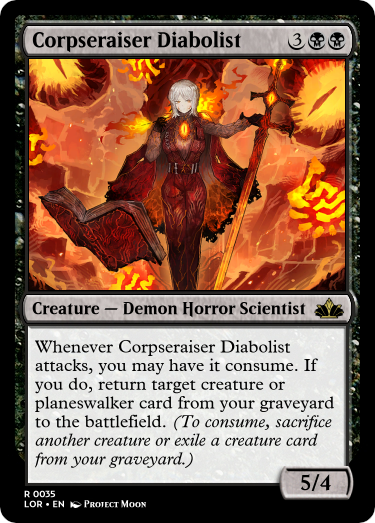 Corpseraiser Diabolist 3
Creature — Demon Horror Scientist
Whenever Corpseraiser Diabolist
attacks, you may have it consume. If
you do, return target creature or
planeswalker card from your graveyard
to the battlefield. (To consume, sacrifice
another creature or exile a creature card
from your graveyard.)
5/4
R 0035
LOR • EN Project Moon